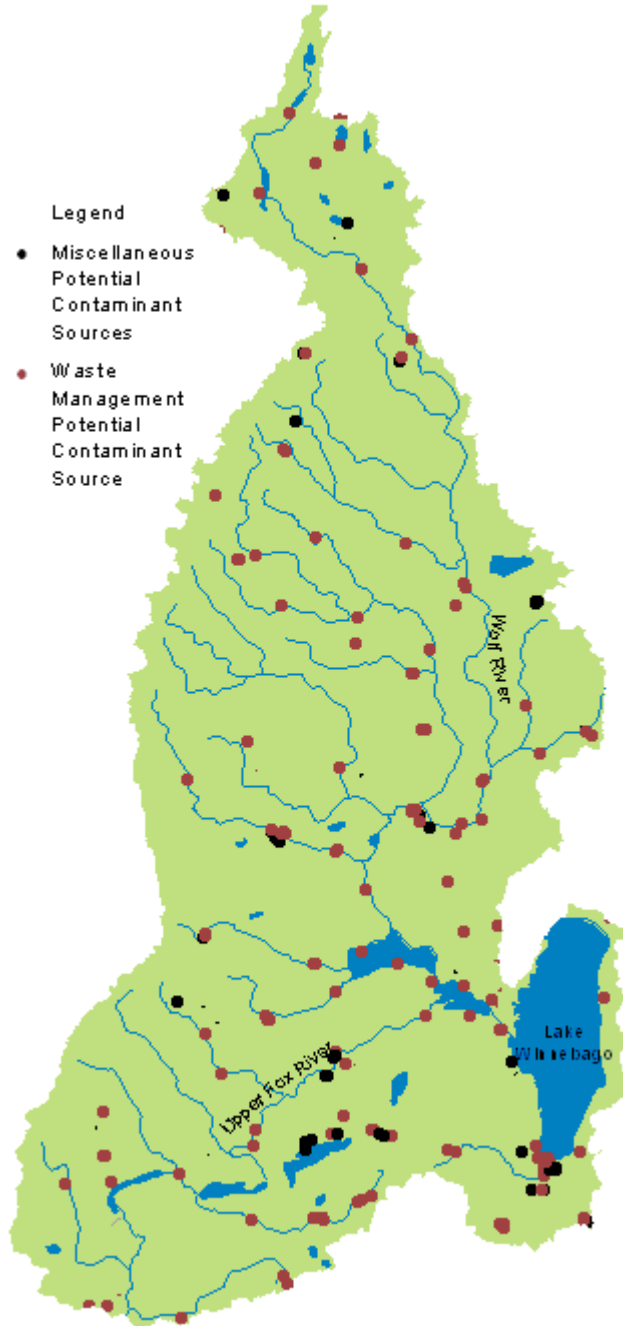 Legend
Miscellaneous
Potential
Contaminant
Sources
Waste
Management
Potential
Contaminant
Source
Wolf River
Lake
Winnebago
Upper Fox River